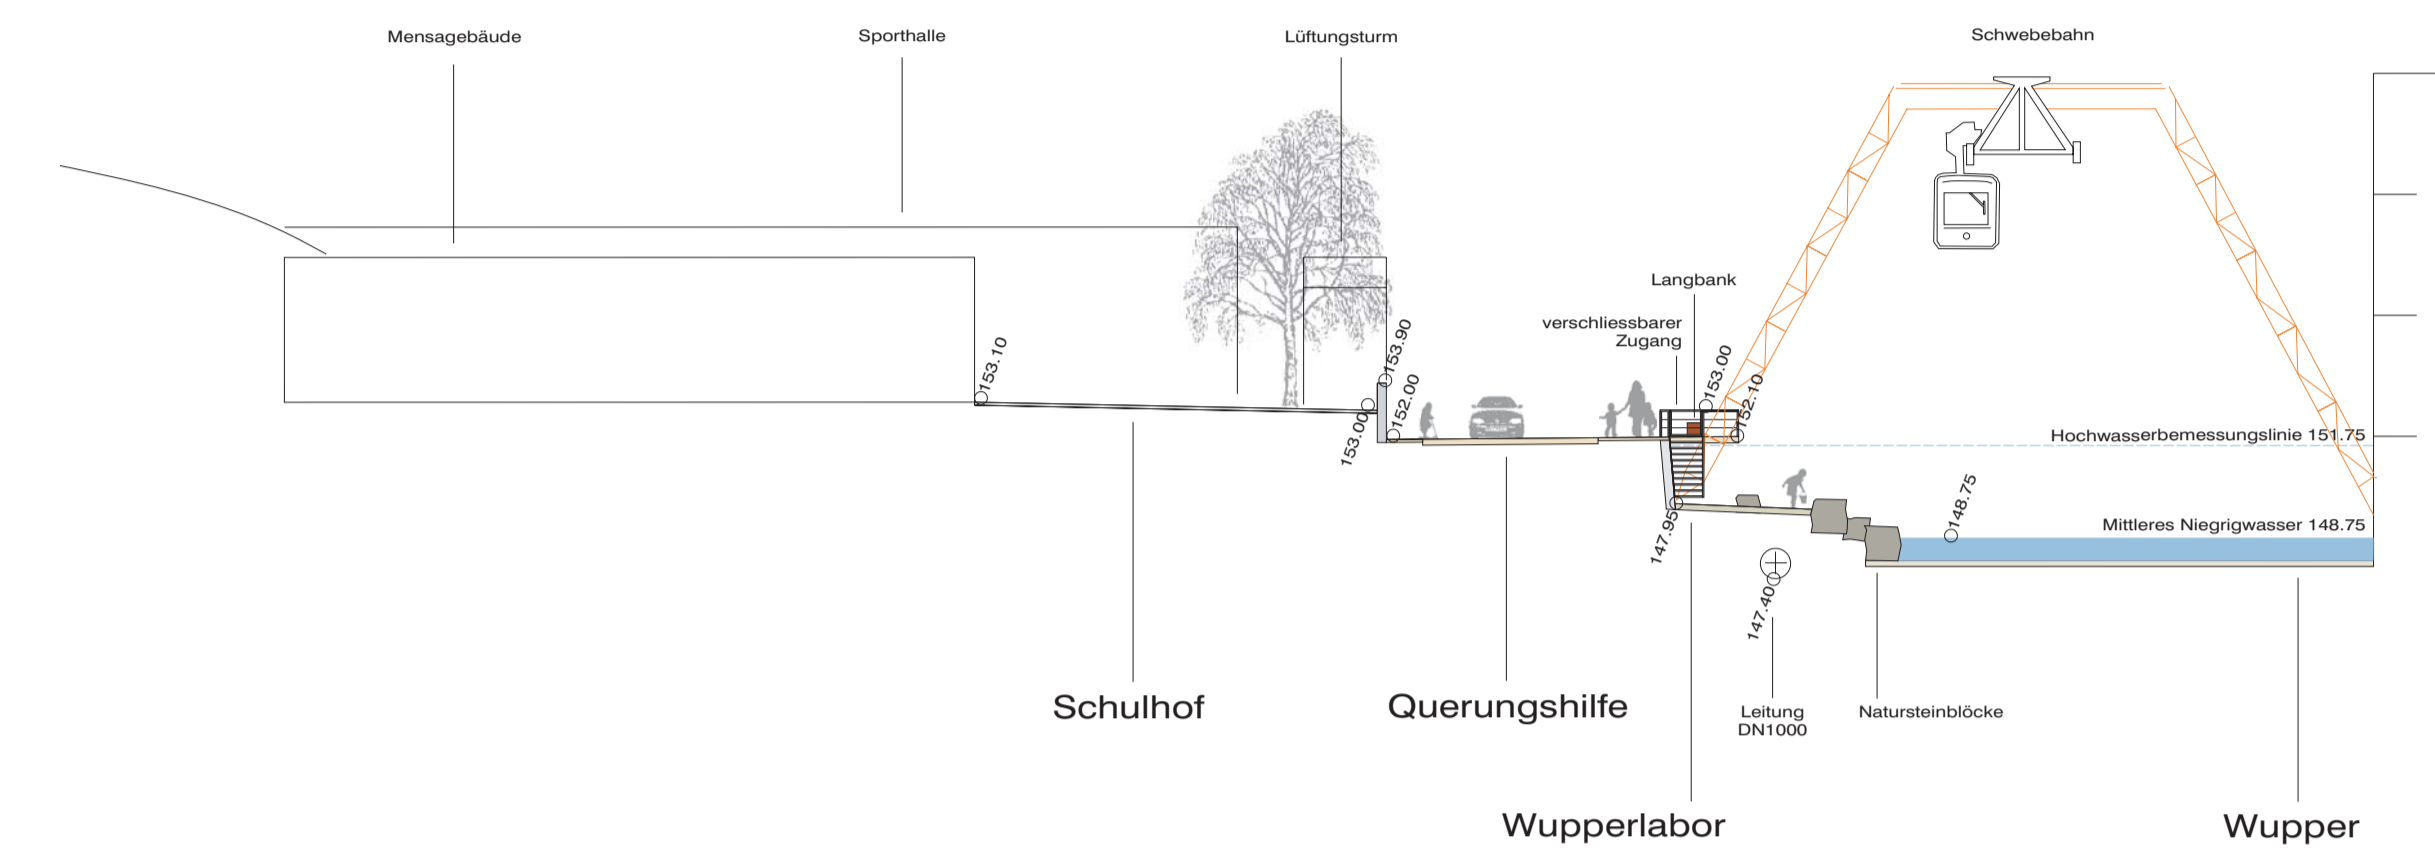 Mensagebäude
Sporthalle
Lüftungsturm
Schwebebahn
Langbank
verschliessbarer
Zugang
153.10
153.90
153.00
152.00
153.00
152.10
Hochwasserbemessungslinie 151.75
148.75
Mittleres Niegrigwasser 148.75
147.95
147.40
Schulhof
Querungshilfe
Leitung
DN1000
Natursteinblöcke
Wupperlabor
Wupper